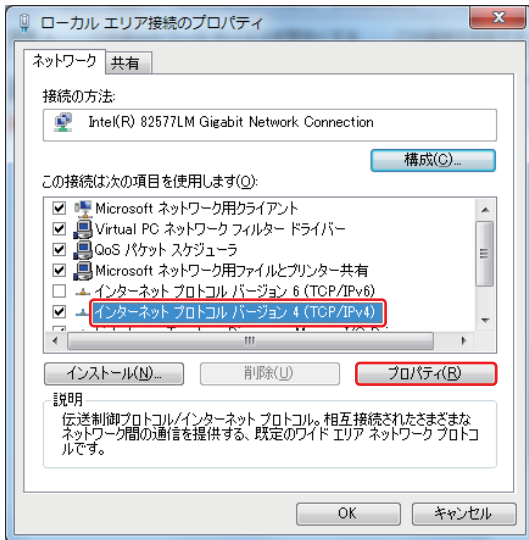 ローカル エリア接続のプロパティ
ネットワーク 共有
接続の方法:
Intel(R) 82577LM Gigabit Network Connection
構成(C)...
この接続は次の項目を使用します(O):
Microsoft ネットワーク用クライアント
Virtual PC ネットワーク フィルター ドライバー
QoS パケット スケジューラ
Microsoft ネットワーク用ファイルとプリンター共有
インターネット プロトコル バージョン 6 (TCP/IPv6)
インターネット プロトコル バージョン 4 (TCP/IPv4)
インストール(N)... 削除(U) プロパティ(R)
説明
伝送制御プロトコル/インターネット プロトコル。相互接続されたさまざまな
ネットワーク間の通信を提供する、既定のワイド エリア ネットワーク プロトコ
ルです。
OK キャンセル